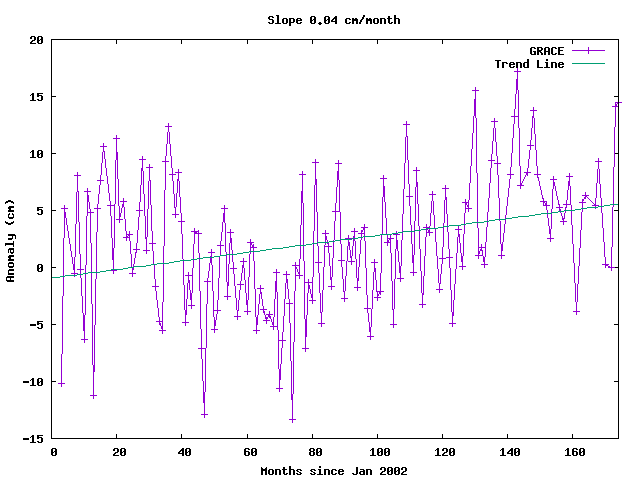 Slope 0.04 cm/month
GRACE
Trend Line
20
15
10
5
0
-5
-10
-15
Anomaly (cm)
0 20 40 60 80 100 120 140 160
Months since Jan 2002